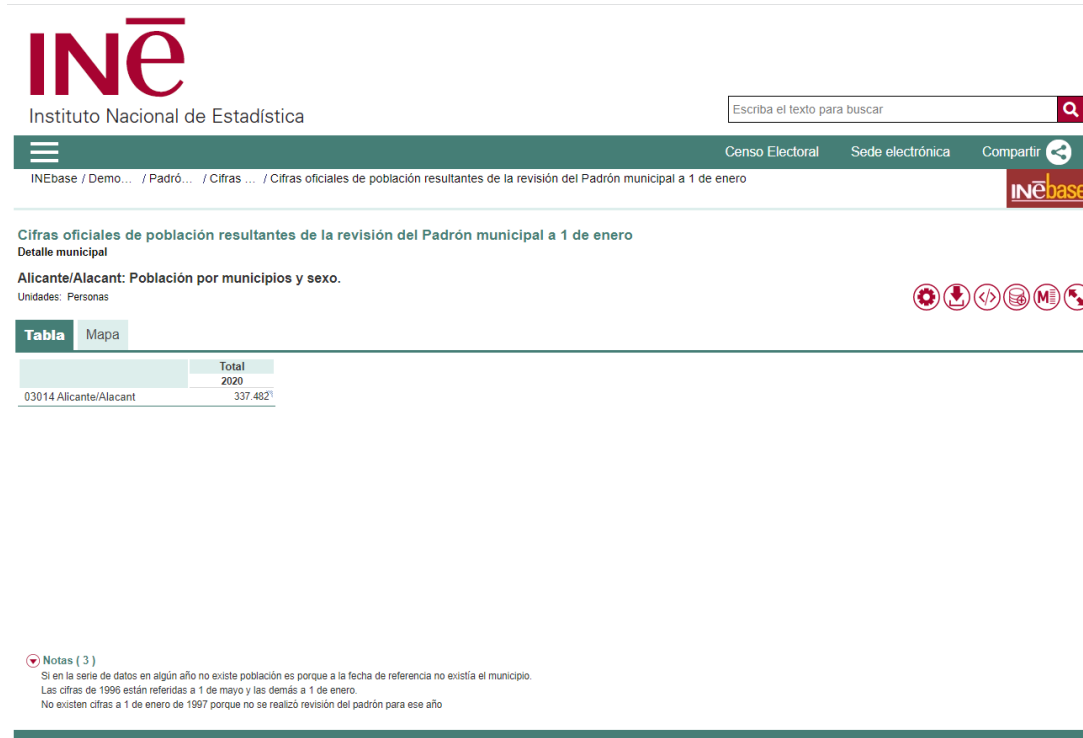 INe
Instituto Nacional de Estadística
Escriba el texto para buscar
Censo Electoral Sede electrónica Compartir
INEbase / Demo... / Padró... / Cifras ... / Cifras oficiales de población resultantes de la revisión del Padrón municipal a 1 de enero
INebase
Cifras oficiales de población resultantes de la revisión del Padrón municipal a 1 de enero
Detalle municipal
Alicante/Alacant: Población por municipios y sexo.
Unidades: Personas
</> M
Tabla Mapa
Total
2020
03014 Alicante/Alacant 337.482
Notas ( 3 )
Si en la serie de datos en algún año no existe población es porque a la fecha de referencia no existía el municipio.
Las cifras de 1996 están referidas a 1 de mayo y las demás a 1 de enero.
No existen cifras a 1 de enero de 1997 porque no se realizó revisión del padrón para ese año